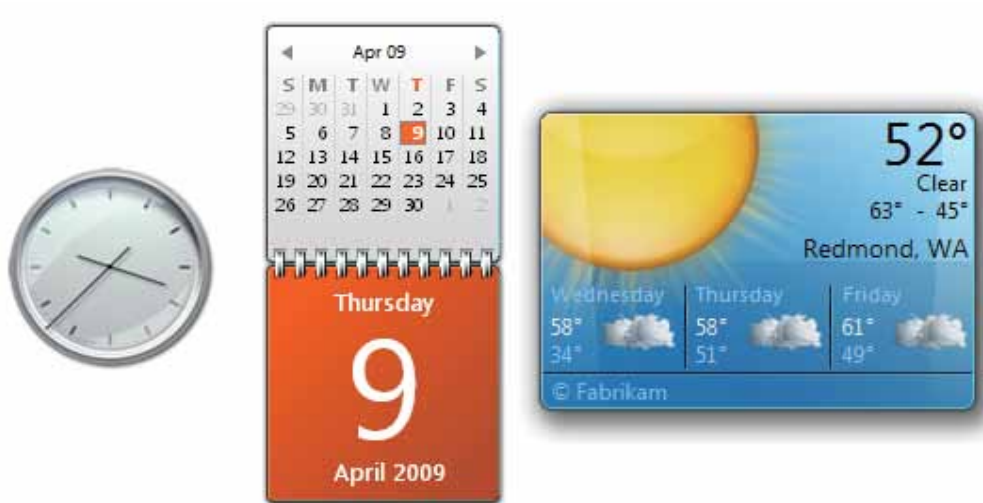 Apr 09
S M T W T F S
29 30 31 1 2 3 4
5 6 7 8 9 10 11
12 13 14 15 16 17 18
19 20 21 22 23 24 25
26 27 28 29 30 1 2
Thursday
9
April 2009
52°
Clear
63° - 45°
Redmond, WA
Wednesday Thursday Friday
58° 58° 61°
34° 51° 49°
© Fabrikam